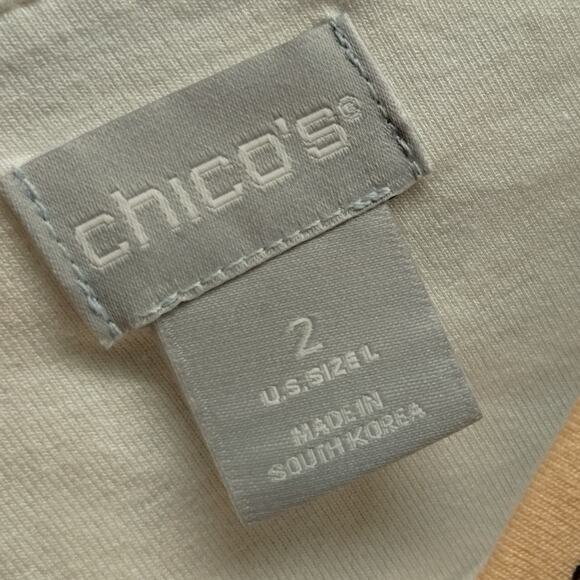 chico's®
2
U.S.SIZE L
MADE IN
SOUTH KOREA